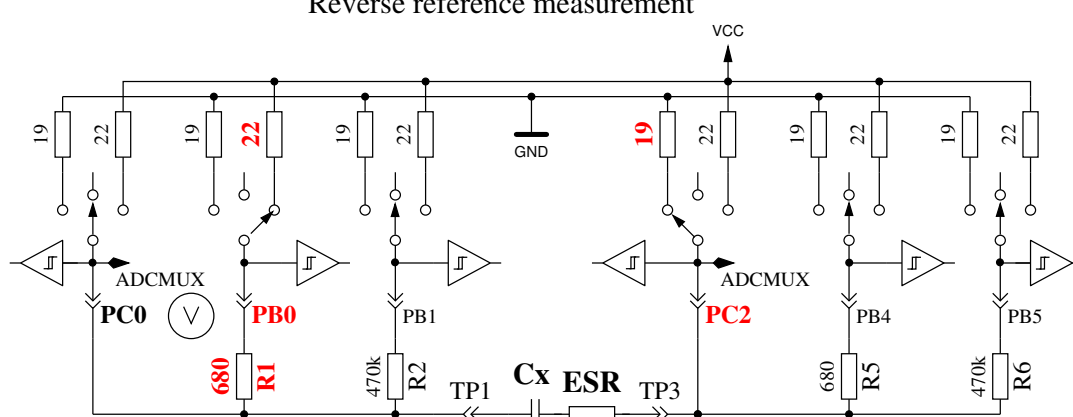 Reverse reference measurement
VCC
19 22 19 22 19 22 GND 19 22 19 22 19 22
ADCMUX ADCMUX
PC0 V PB0 PB1 PC2 PB4 PB5
680 R1 470k R2 680 R5 470k R6
TP1 Cx ESR TP3